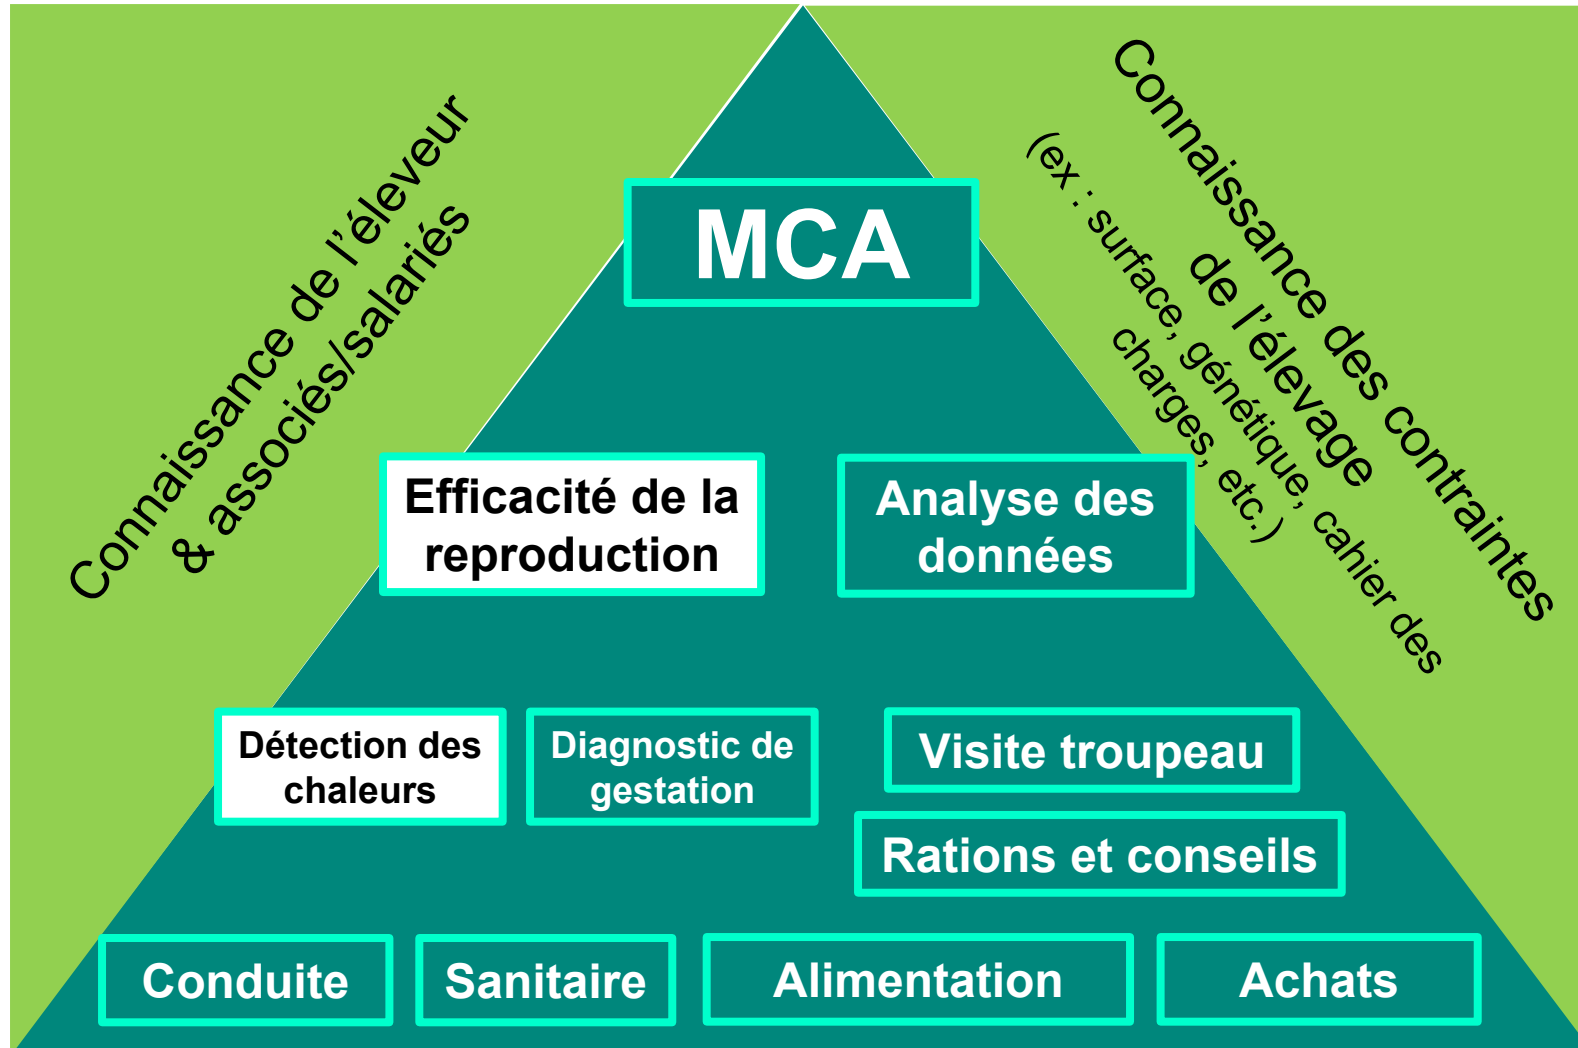 Connaissance de l’éleveur
& associés/salariés
Connaissance des contraintes
de l’élevage
(ex : surface, génétique, cahier des
charges, etc.)
MCA
Efficacité de la
reproduction
Analyse des
données
Détection des
chaleurs
Diagnostic de
gestation
Visite troupeau
Rations et conseils
Conduite
Sanitaire
Alimentation
Achats